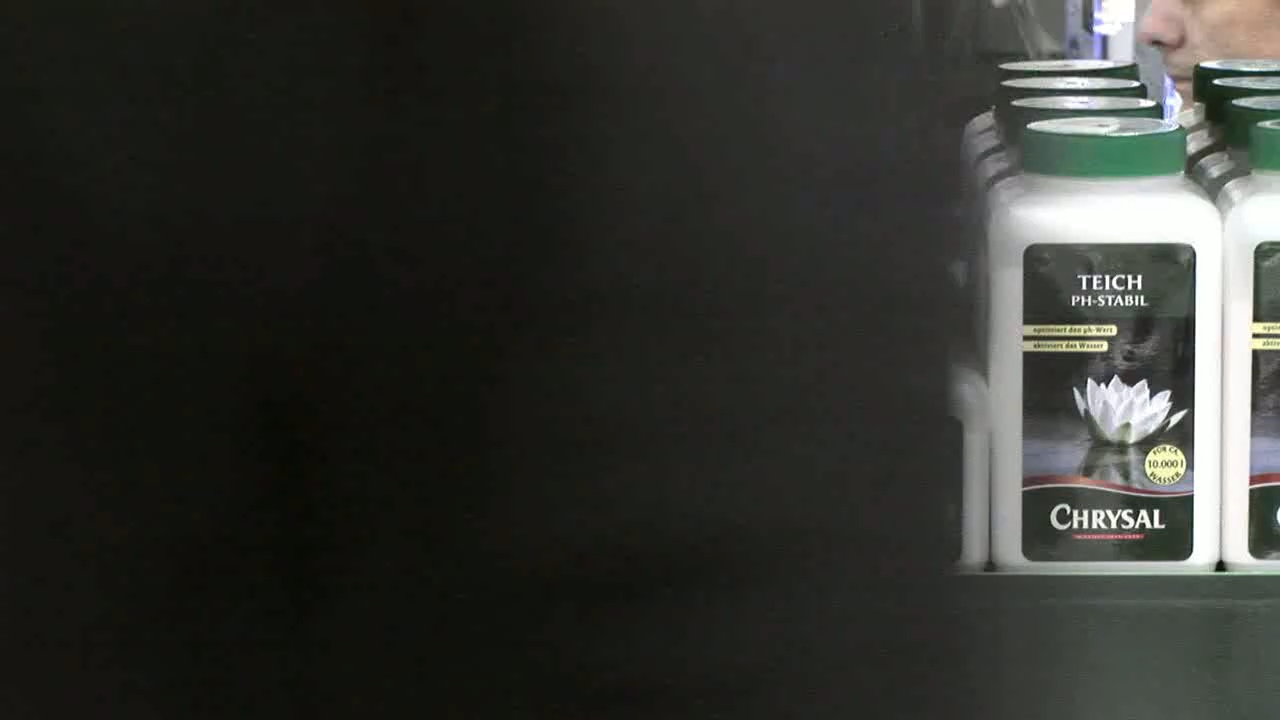 TEICH
PH-STABIL
optimiert den ph-Wert
aktiviert das Wasser
FÜR CA.
10.000 l
WASSER
CHRYSAL